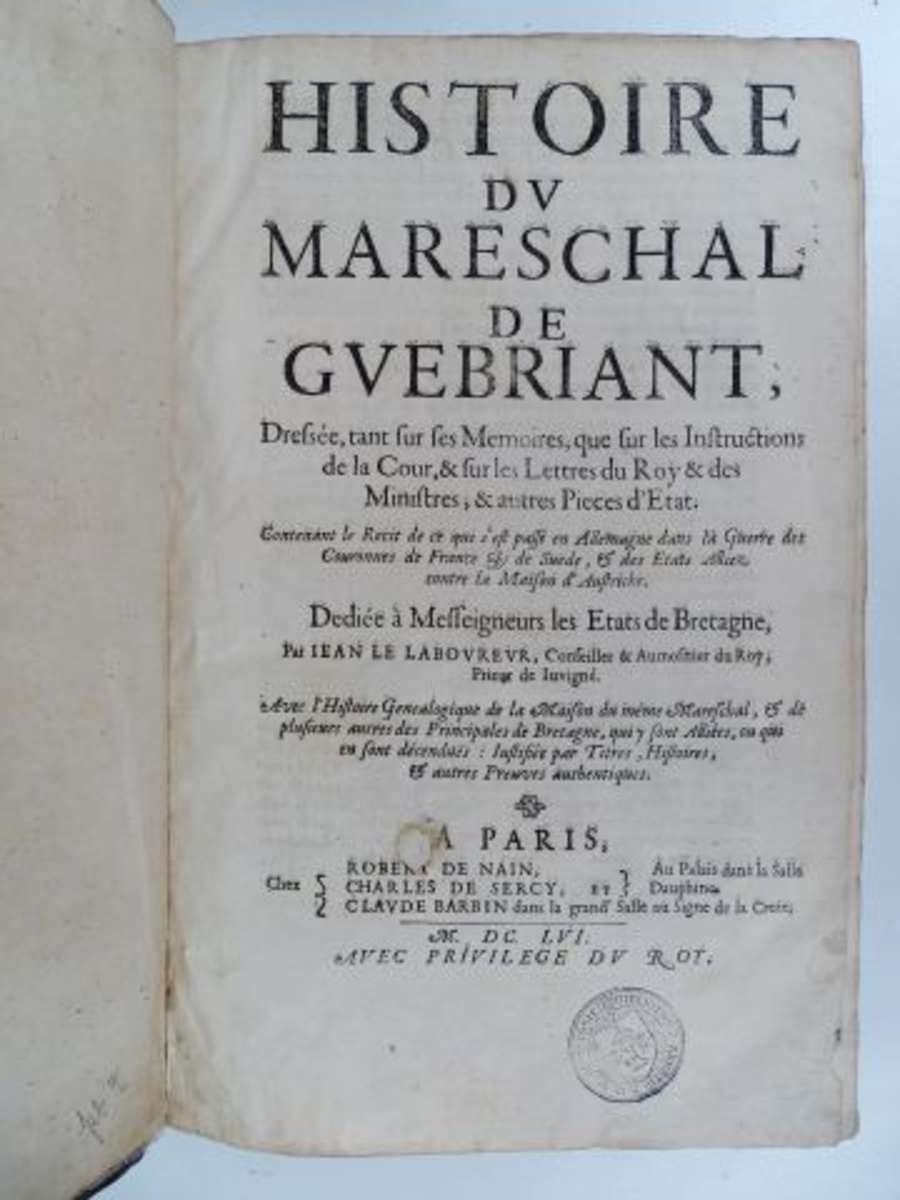 HISTOIRE
DV
MARESCHAL
DE
GVEBRIANT,
Dreſsée, tant ſur ſes Memoires, que ſur les Inſtructions
de la Cour, & ſur les Lettres du Roy & des
Miniſtres, & autres Pieces d'Etat.
Contenant le Recit de ce qui s'eſt paſſé en Allemagne dans la Guerre des
Couronnes de France & de Suede, & des Etats Alliez
contre la Maiſon d'Auſtriche.
Dediée à Meſſeigneurs les Etats de Bretagne,
Par IEAN LE LABOVREVR, Conſeiller & Aumoſnier du Roy,
Prieur de Iuvigné.
Avec l'Hiſtoire Genealogique de la Maiſon du même Mareſchal, & de
pluſieurs autres des Principales de Bretagne, qui y ſont Alliées, ou qui
en ſont décenduës : Iuſtifiée par Titres, Hiſtoires,
& autres Preuves authentiques.
A PARIS,
Chez
ROBERT DE NAIN,
CHARLES DE SERCY, ET
Au Palais dans la Salle
Dauphine
CLAVDE BARBIN dans la grand' Salle au Signe de la Croix,
M. DC. LVI.
AVEC PRIVILEGE DV ROY.